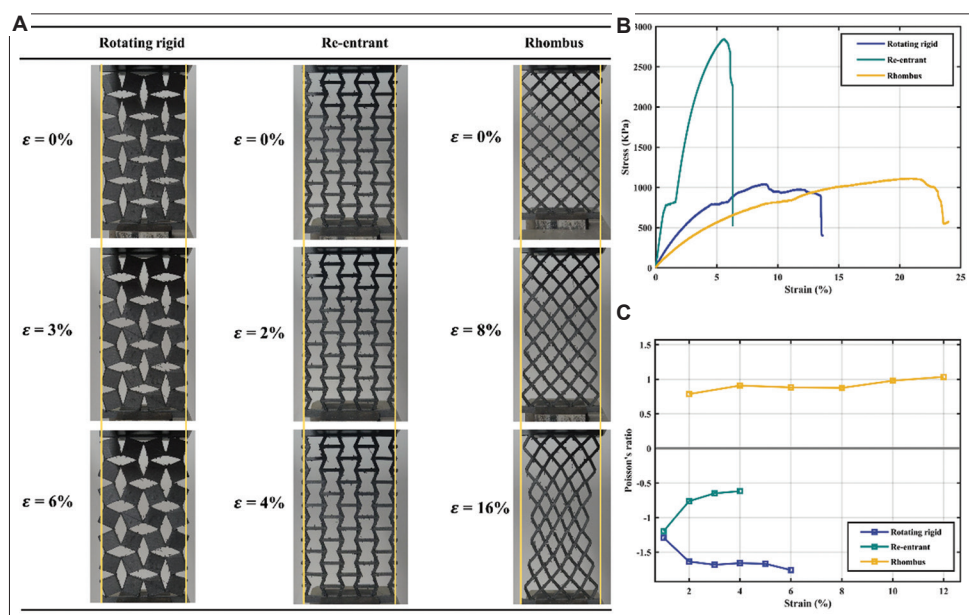 A
Rotating rigid
Re-entrant
Rhombus
ε = 0%
ε = 0%
ε = 0%
ε = 3%
ε = 2%
ε = 8%
ε = 6%
ε = 4%
ε = 16%
B
3000
2500
2000
1500
1000
500
0
Stress (KPa)
Rotating rigid
Re-entrant
Rhombus
0 5 10 15 20 25
Strain (%)
C
1.5
1
0.5
0
-0.5
-1
-1.5
Poisson's ratio
Rotating rigid
Re-entrant
Rhombus
2 4 6 8 10 12
Strain (%)